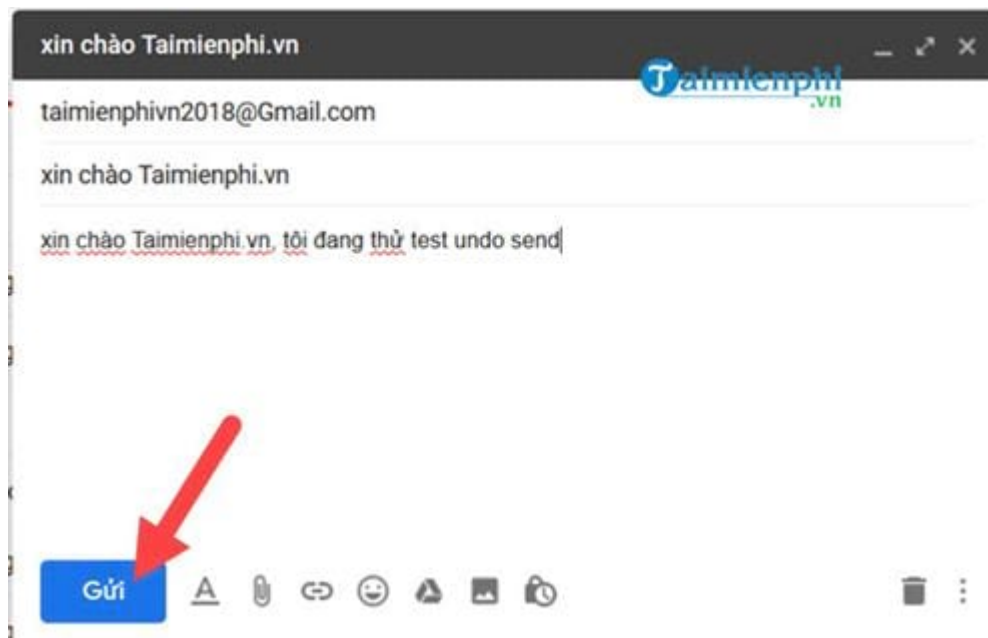 xin chào Taimienphi.vn
Taimienphi
.vn
taimienphivn2018@Gmail.com
xin chào Taimienphi.vn
xin chào Taimienphi.vn, tôi đang thử test undo send
Gửi